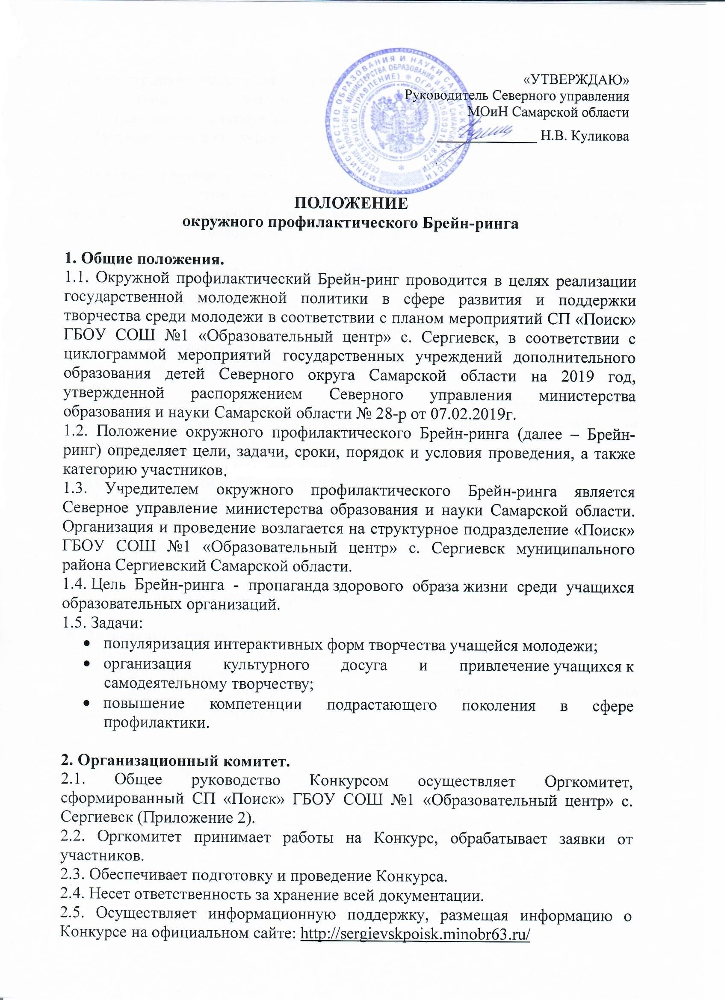 МИНИСТЕРСТВО ОБРАЗОВАНИЯ И НАУКИ САМАРСКОЙ ОБЛАСТИ
СЕВЕРНОЕ УПРАВЛЕНИЕ МИНИСТЕРСТВА ОБРАЗОВАНИЯ И НАУКИ САМАРСКОЙ ОБЛАСТИ
(СЕВЕРНОЕ УПРАВЛЕНИЕ) * ОГРН
«УТВЕРЖДАЮ»
Руководитель Северного управления
МОиН Самарской области
Н.В. Куликова
ПОЛОЖЕНИЕ
окружного профилактического Брейн-ринга
1. Общие положения.
1.1. Окружной профилактический Брейн-ринг проводится в целях реализации
государственной молодежной политики в сфере развития и поддержки
творчества среди молодежи в соответствии с планом мероприятий СП «Поиск»
ГБОУ СОШ №1 «Образовательный центр» с. Сергиевск, в соответствии с
циклограммой мероприятий государственных учреждений дополнительного
образования детей Северного округа Самарской области на 2019 год,
утвержденной распоряжением Северного управления министерства
образования и науки Самарской области № 28-р от 07.02.2019г.
1.2. Положение окружного профилактического Брейн-ринга (далее – Брейн-
ринг) определяет цели, задачи, сроки, порядок и условия проведения, а также
категорию участников.
1.3. Учредителем окружного профилактического Брейн-ринга является
Северное управление министерства образования и науки Самарской области.
Организация и проведение возлагается на структурное подразделение «Поиск»
ГБОУ СОШ №1 «Образовательный центр» с. Сергиевск муниципального
района Сергиевский Самарской области.
1.4. Цель Брейн-ринга - пропаганда здорового образа жизни среди учащихся
образовательных организаций.
1.5. Задачи:
• популяризация интерактивных форм творчества учащейся молодежи;
• организация культурного досуга и привлечение учащихся к
самодеятельному творчеству;
• повышение компетенции подрастающего поколения в сфере
профилактики.
2. Организационный комитет.
2.1. Общее руководство Конкурсом осуществляет Оргкомитет,
сформированный СП «Поиск» ГБОУ СОШ №1 «Образовательный центр» с.
Сергиевск (Приложение 2).
2.2. Оргкомитет принимает работы на Конкурс, обрабатывает заявки от
участников.
2.3. Обеспечивает подготовку и проведение Конкурса.
2.4. Несет ответственность за хранение всей документации.
2.5. Осуществляет информационную поддержку, размещая информацию о
Конкурсе на официальном сайте: http://sergievskpoisk.minobr63.ru/